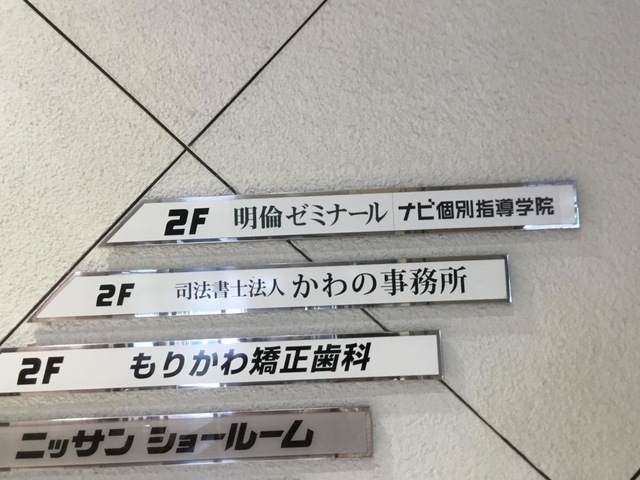 2F 明倫ゼミナール ナビ個別指導学院
2F 司法書士法人 かわの事務所
2F もりかわ矯正歯科
ニッサン ショールーム